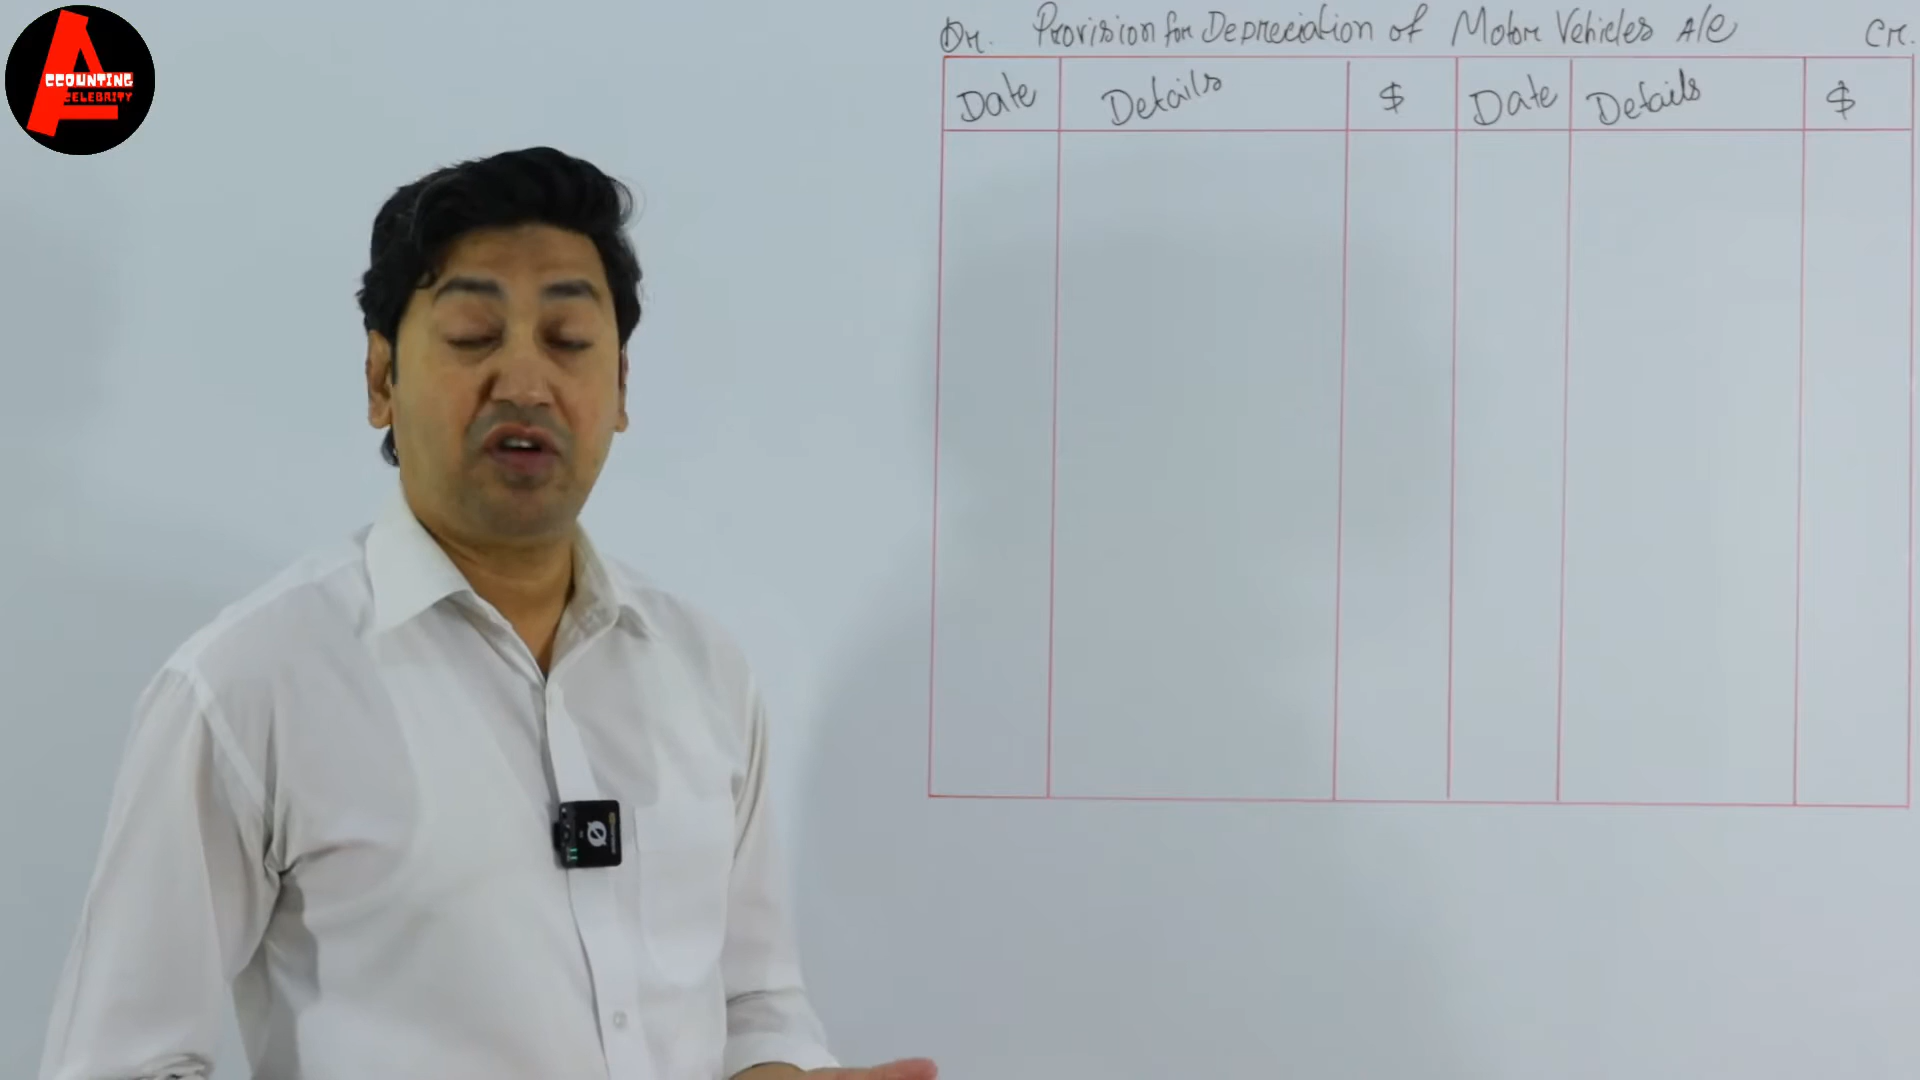 ACCOUNTING
CELEBRITY
Dr. Provision for Depreciation of Motor Vehicles A/c Cr.
Date Details $ Date Details $